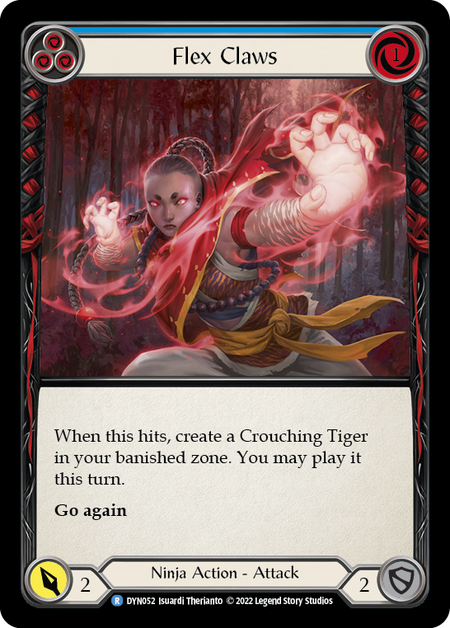 Flex Claws
1
When this hits, create a Crouching Tiger
in your banished zone. You may play it
this turn.
Go again
2
Ninja Action - Attack
2
R DYN052 Isuardi Therianto © 2022 Legend Story Studios